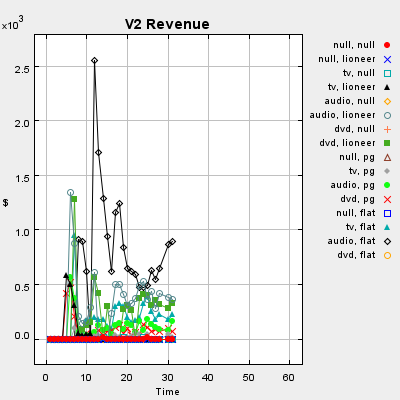 V2 Revenue
x10³
2.5
2.0
1.5
1.0
0.5
0.0
$
0
10
20
30
40
50
60
Time
null, null
null, lioneer
tv, null
tv, lioneer
audio, null
audio, lioneer
dvd, null
dvd, lioneer
null, pg
tv, pg
audio, pg
dvd, pg
null, flat
tv, flat
audio, flat
dvd, flat